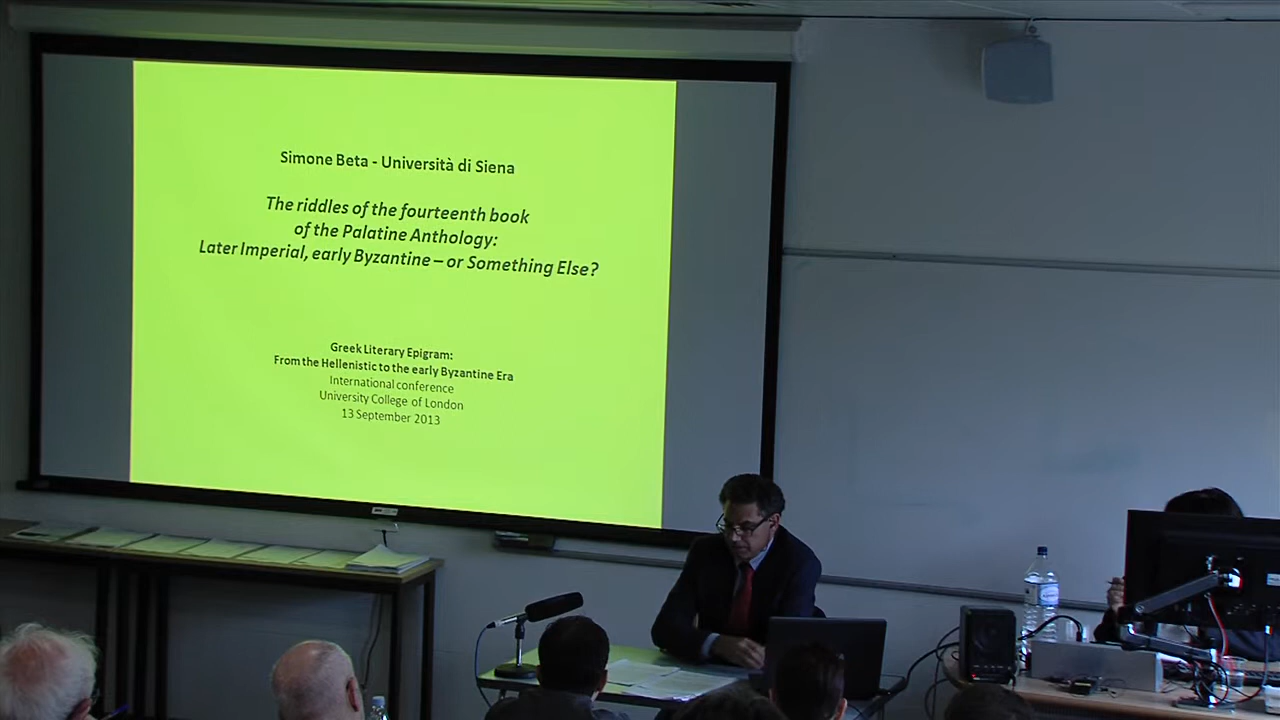 Simone Beta - Università di Siena
The riddles of the fourteenth book
of the Palatine Anthology:
Later Imperial, early Byzantine – or Something Else?
Greek Literary Epigram:
From the Hellenistic to the early Byzantine Era
International conference
University College of London
13 September 2013